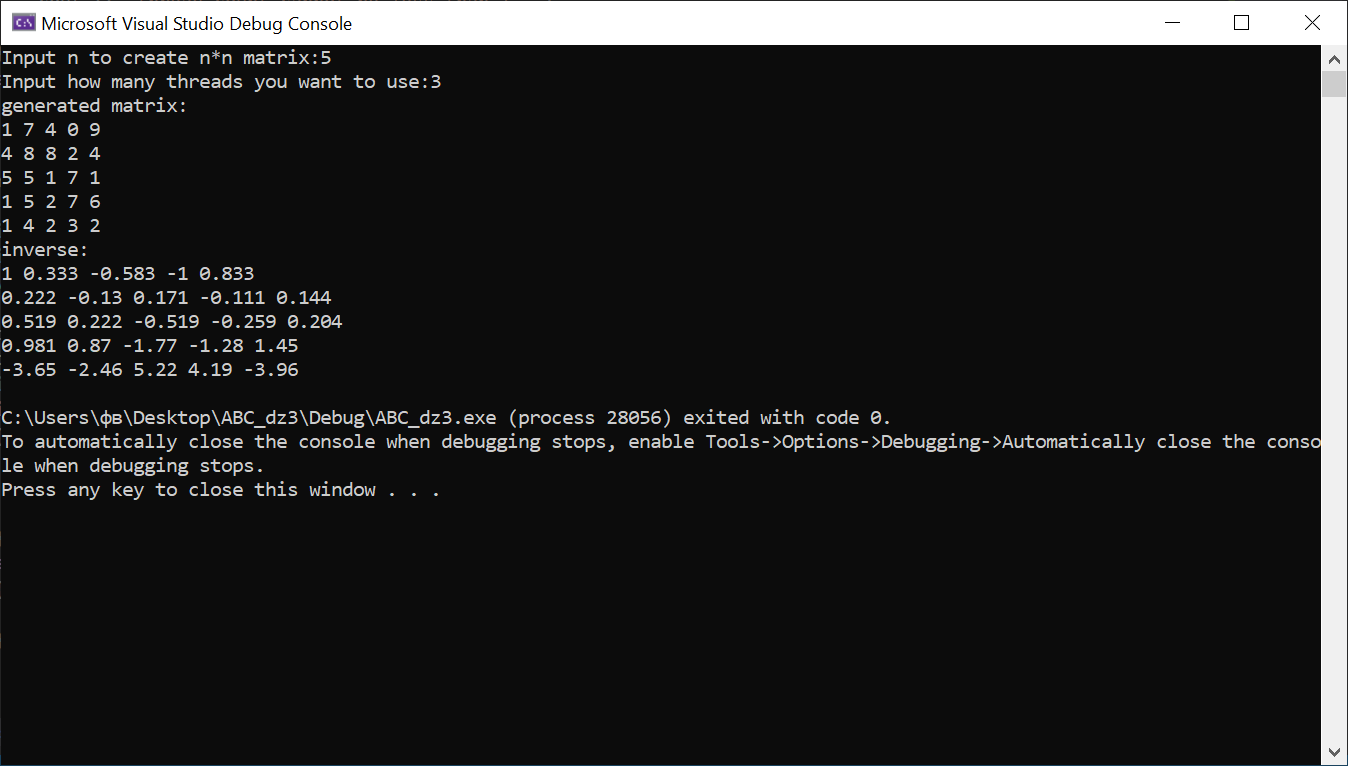 Microsoft Visual Studio Debug Console
Input n to create n*n matrix:5
Input how many threads you want to use:3
generated matrix:
1 7 4 0 9
4 8 8 2 4
5 5 1 7 1
1 5 2 7 6
1 4 2 3 2
inverse:
1 0.333 -0.583 -1 0.833
0.222 -0.13 0.171 -0.111 0.144
0.519 0.222 -0.519 -0.259 0.204
0.981 0.87 -1.77 -1.28 1.45
-3.65 -2.46 5.22 4.19 -3.96
C:\Users\фв\Desktop\ABC_dz3\Debug\ABC_dz3.exe (process 28056) exited with code 0.
To automatically close the console when debugging stops, enable Tools->Options->Debugging->Automatically close the conso
le when debugging stops.
Press any key to close this window . . .